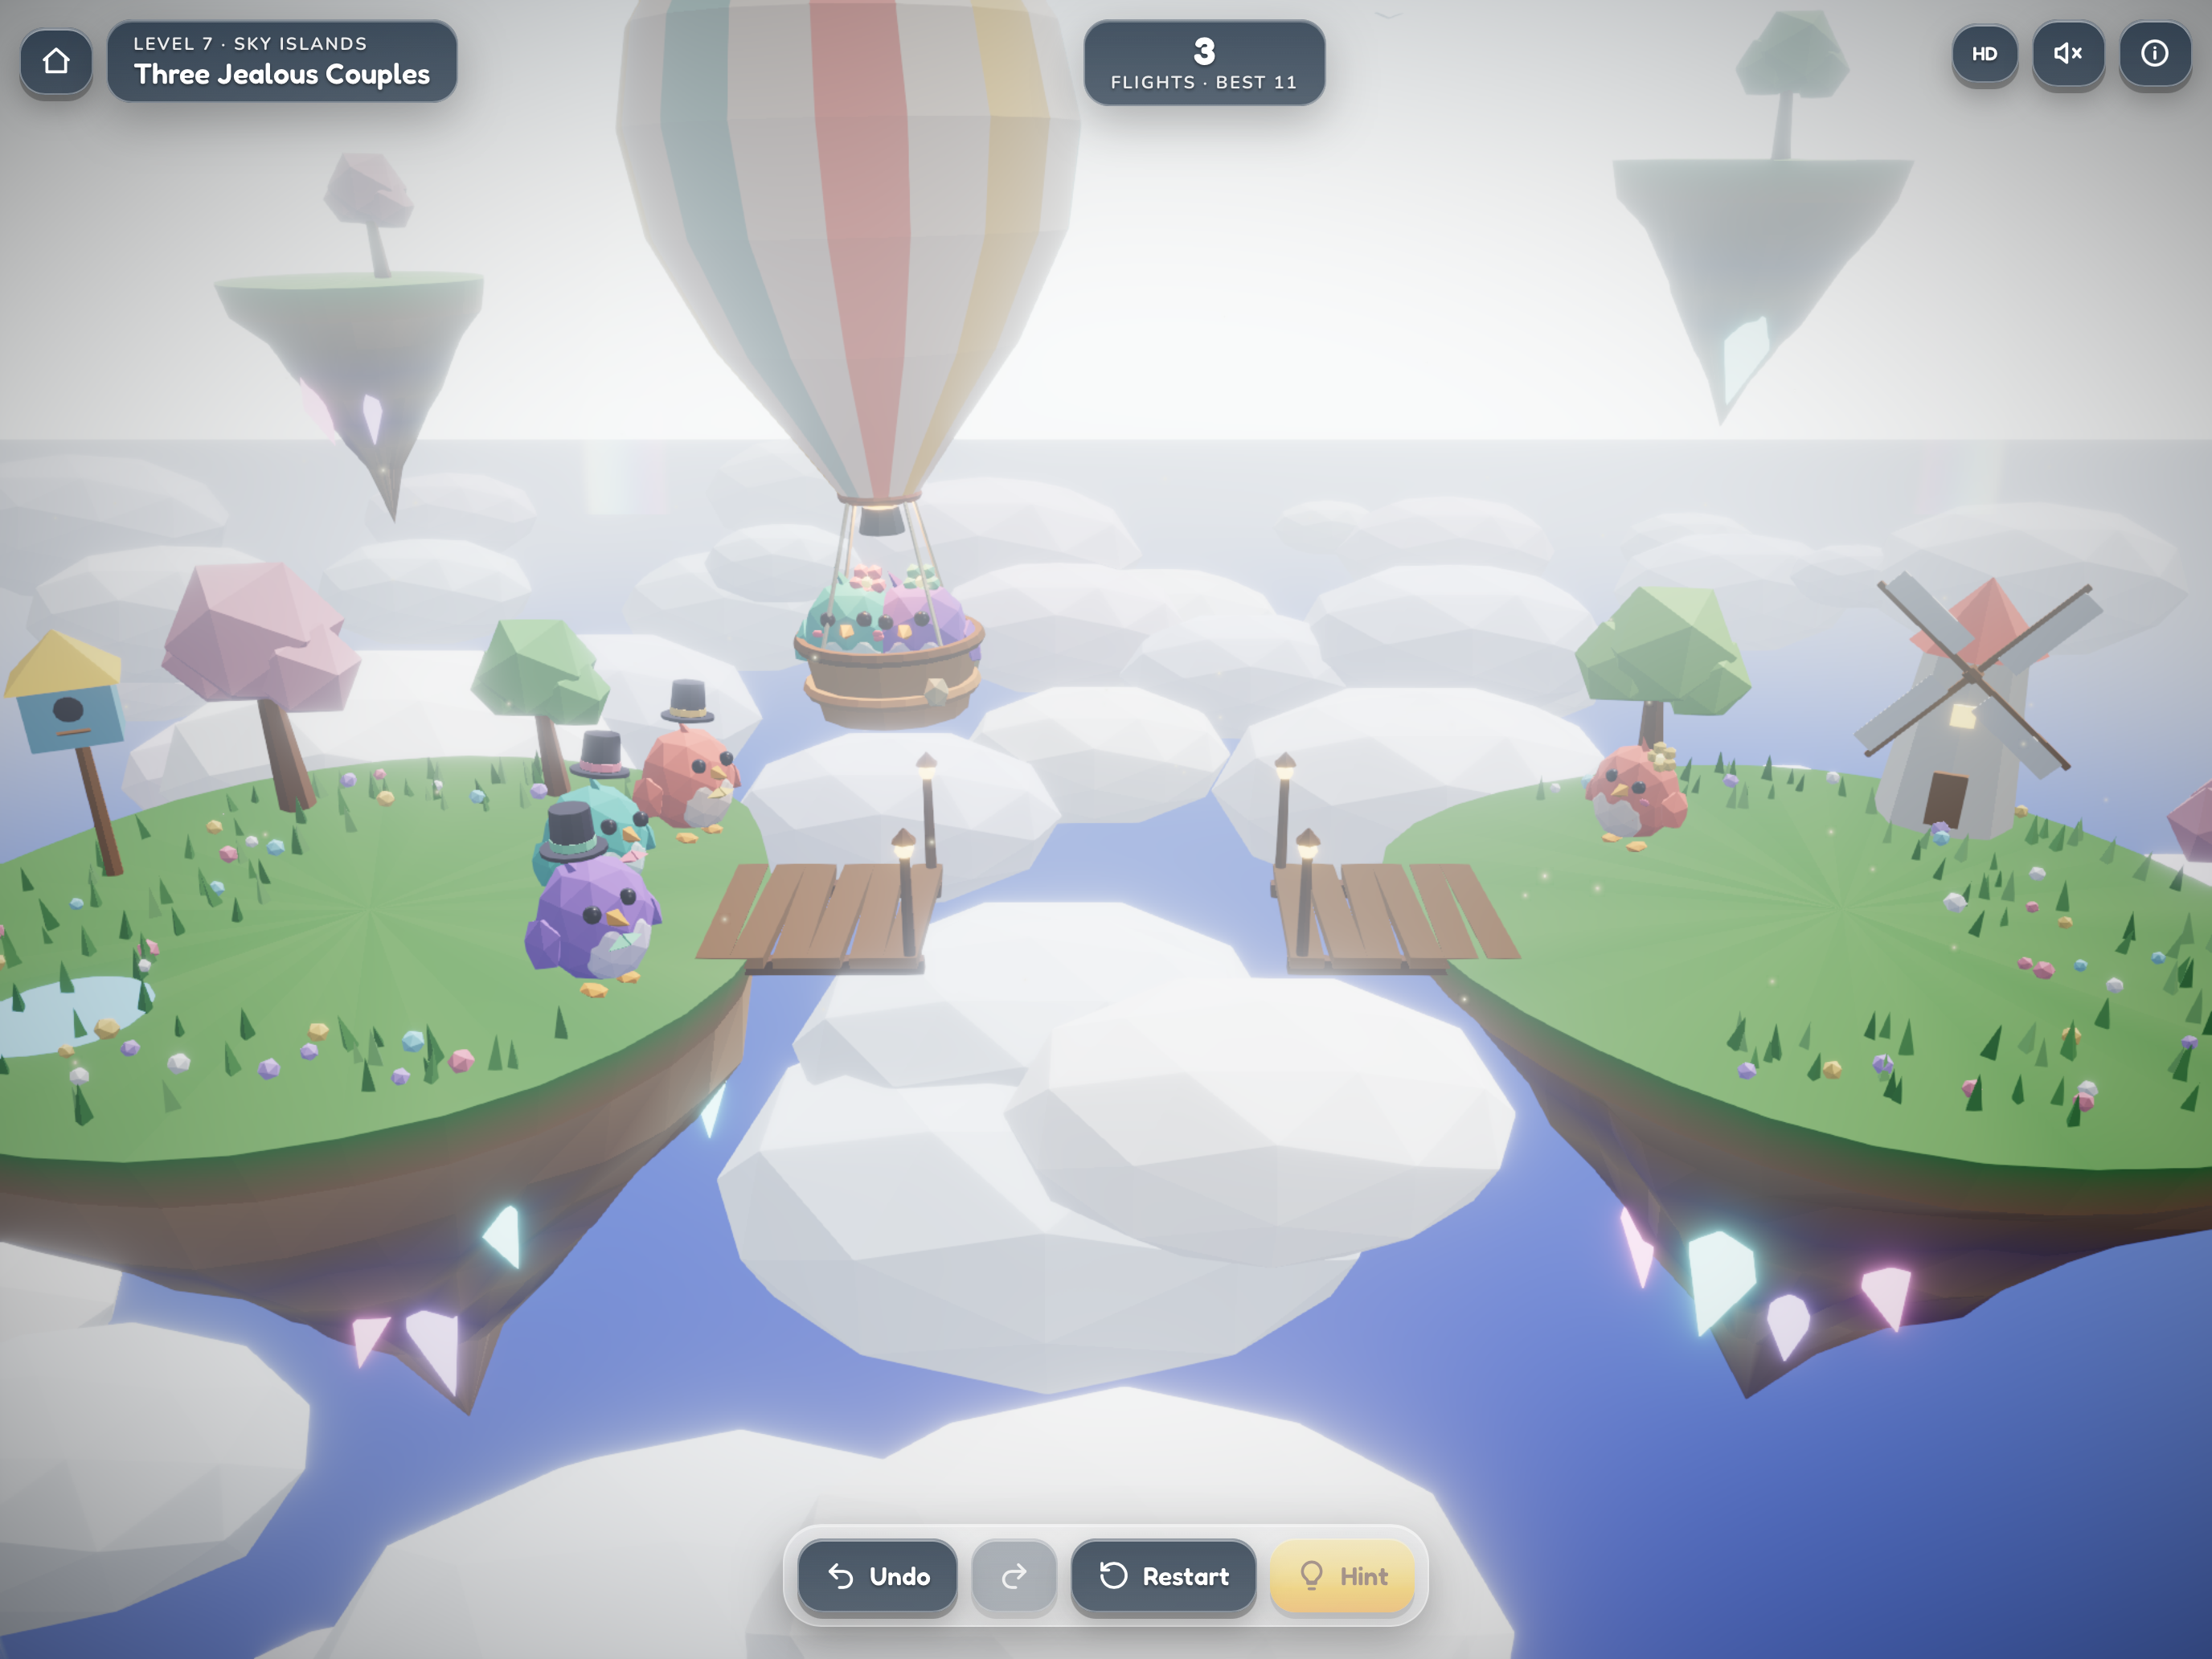 LEVEL 7 · SKY ISLANDS
Three Jealous Couples
3
FLIGHTS · BEST 11
HD
Undo
Restart
Hint